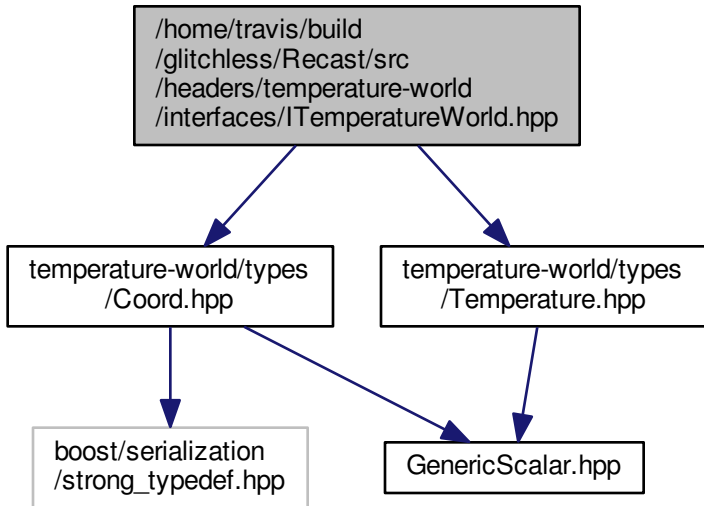 /home/travis/build
/glitchless/Recast/src
/headers/temperature-world
/interfaces/ITemperatureWorld.hpp
temperature-world/types
/Coord.hpp
temperature-world/types
/Temperature.hpp
boost/serialization
/strong_typedef.hpp
GenericScalar.hpp